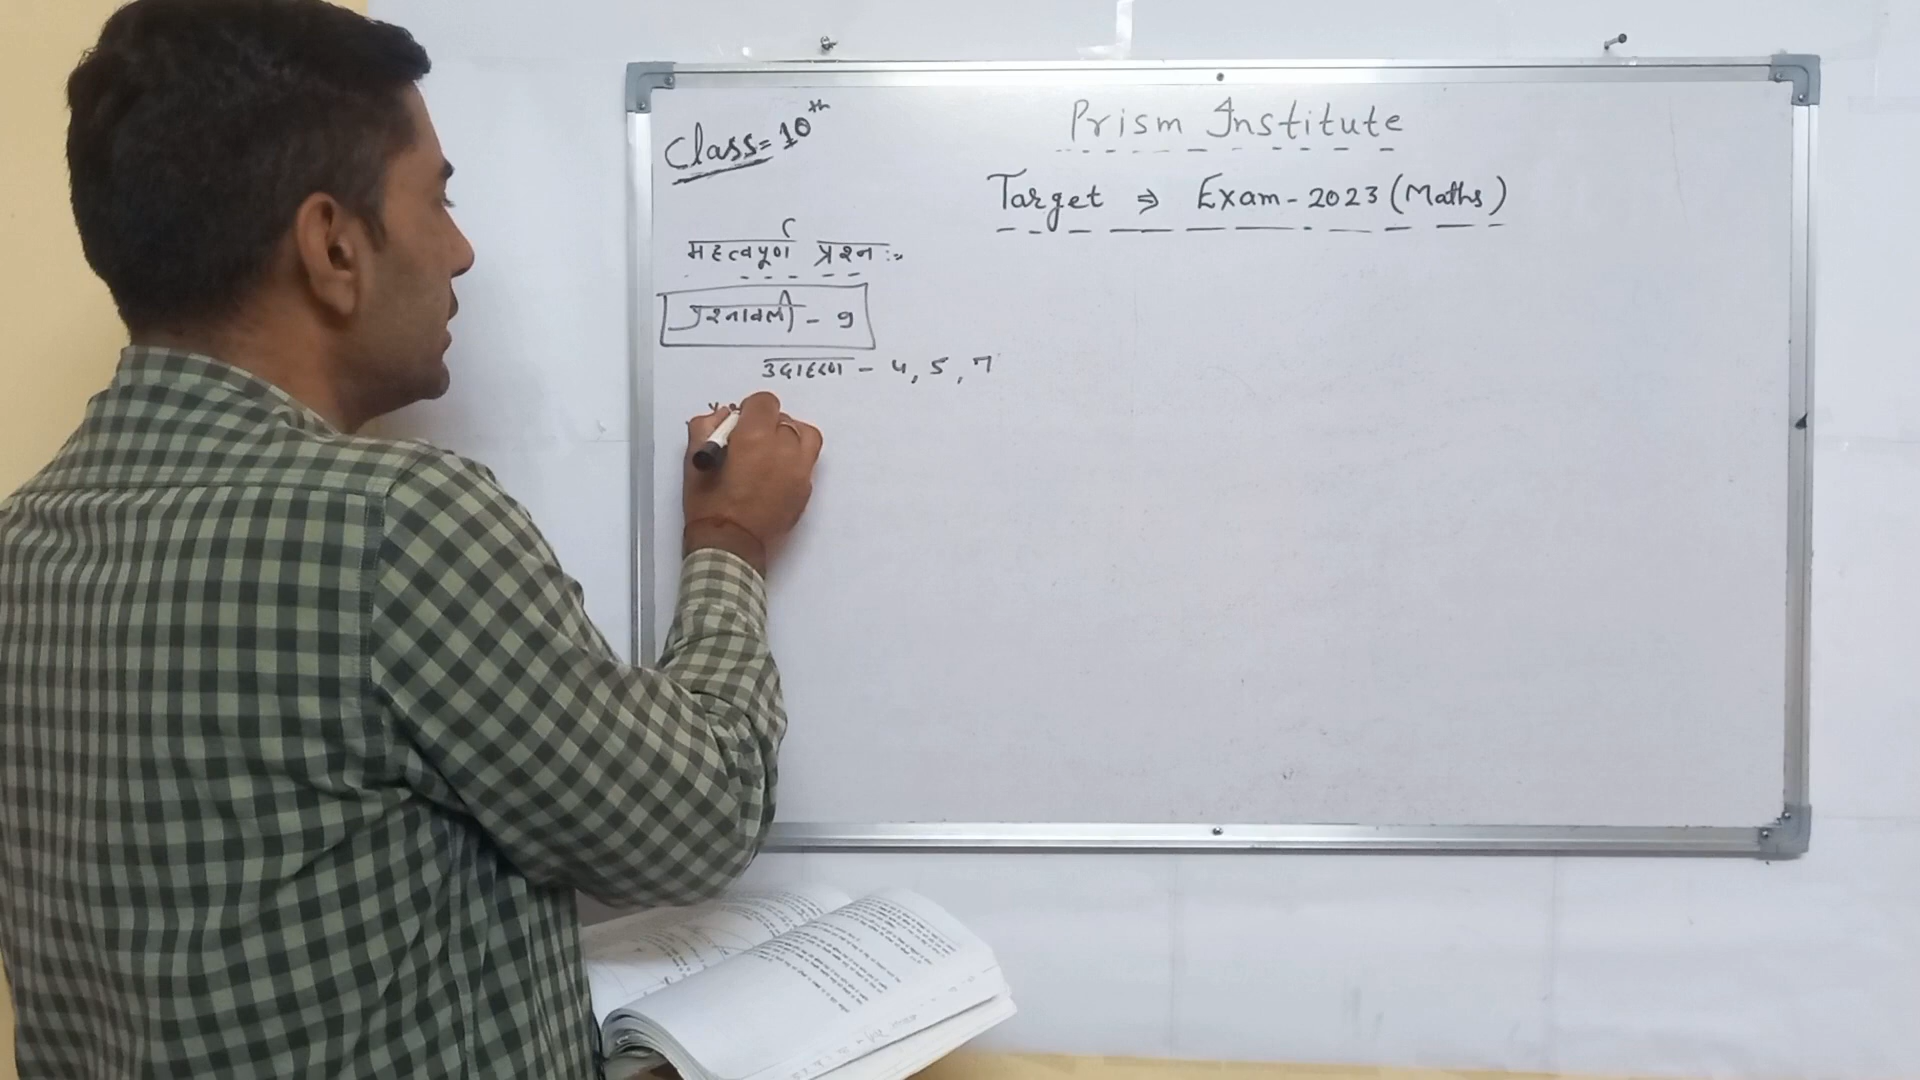 Class = 10th
Prism Institute
Target ⇒ Exam - 2023 (Maths)
महत्वपूर्ण प्रश्न :-
प्रश्नावली - 9
उदाहरण - 4, 5, 7